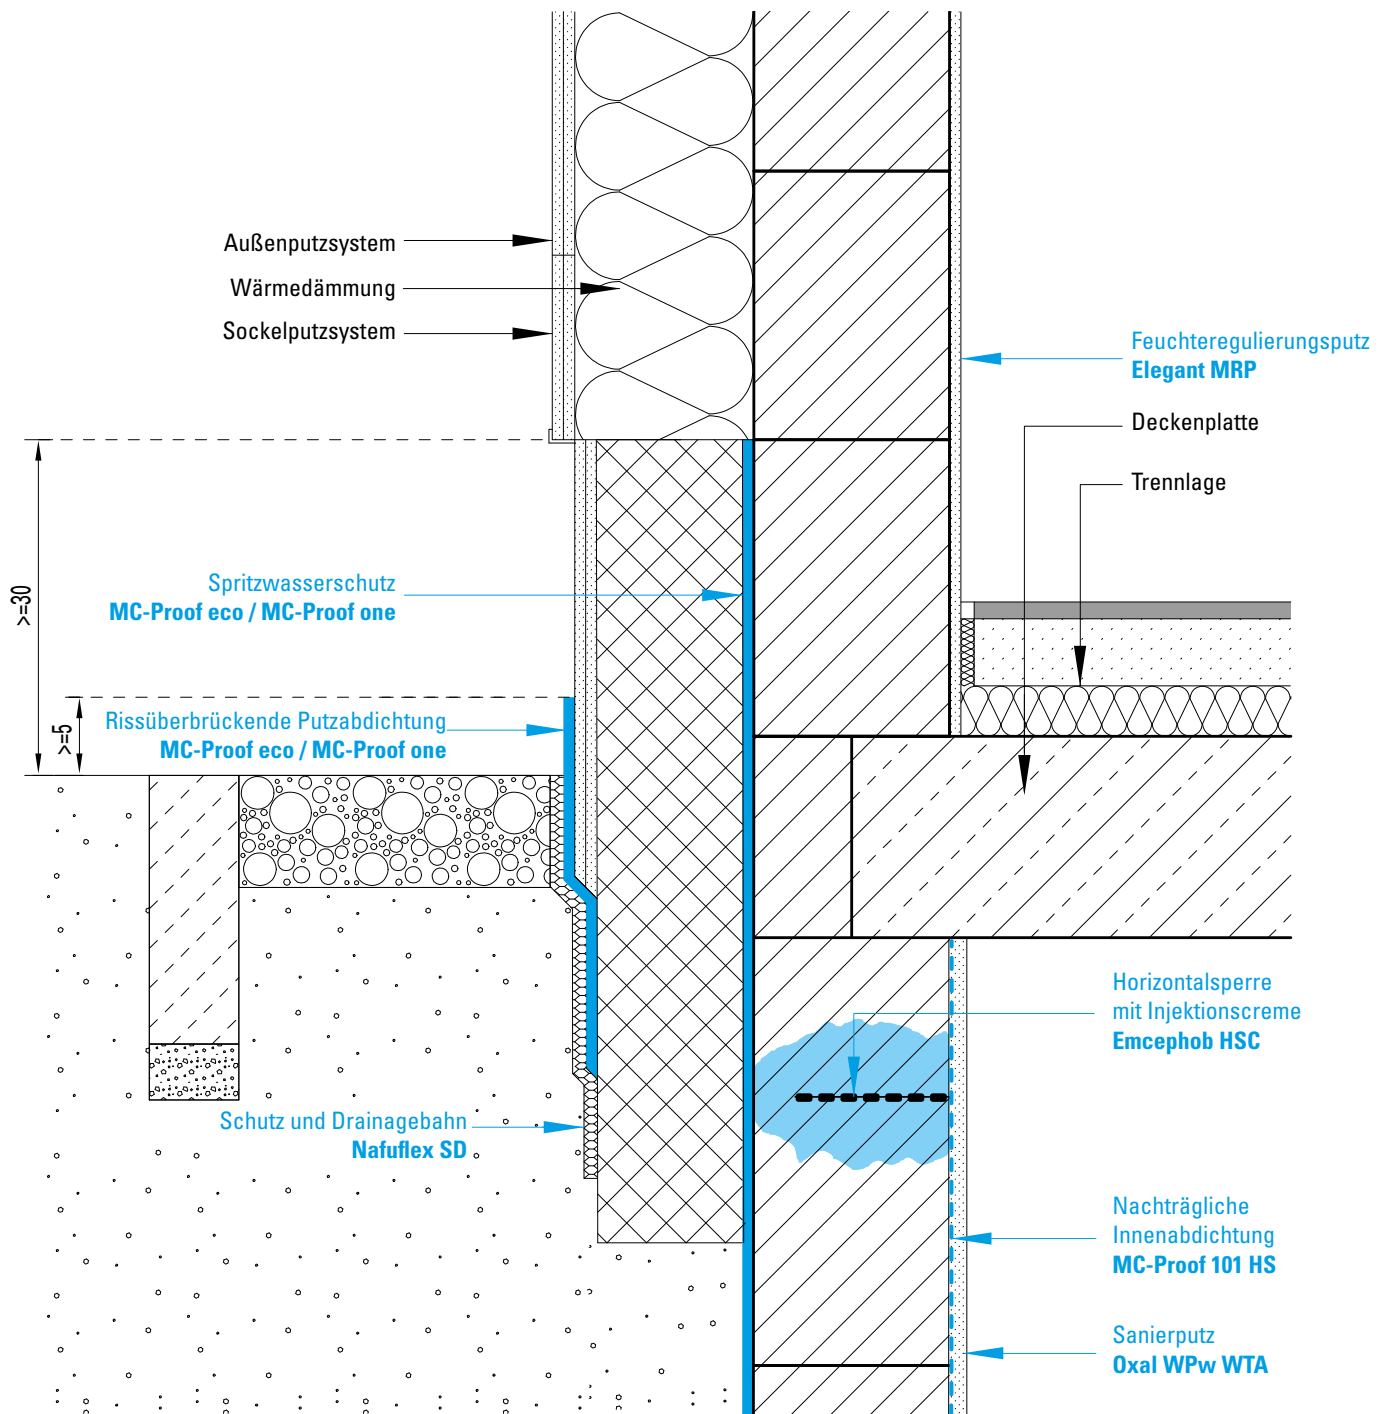 Außenputzsystem
Wärmedämmung
Sockelputzsystem
Feuchteregulierungsputz
Elegant MRP
Deckenplatte
Trennlage
>=30
Spritzwasserschutz
MC-Proof eco / MC-Proof one
>=5
Rissüberbrückende Putzabdichtung
MC-Proof eco / MC-Proof one
Horizontalsperre
mit Injektionscreme
Emcephob HSC
Schutz und Drainagebahn
Nafuflex SD
Nachträgliche
Innenabdichtung
MC-Proof 101 HS
Sanierputz
Oxal WPw WTA